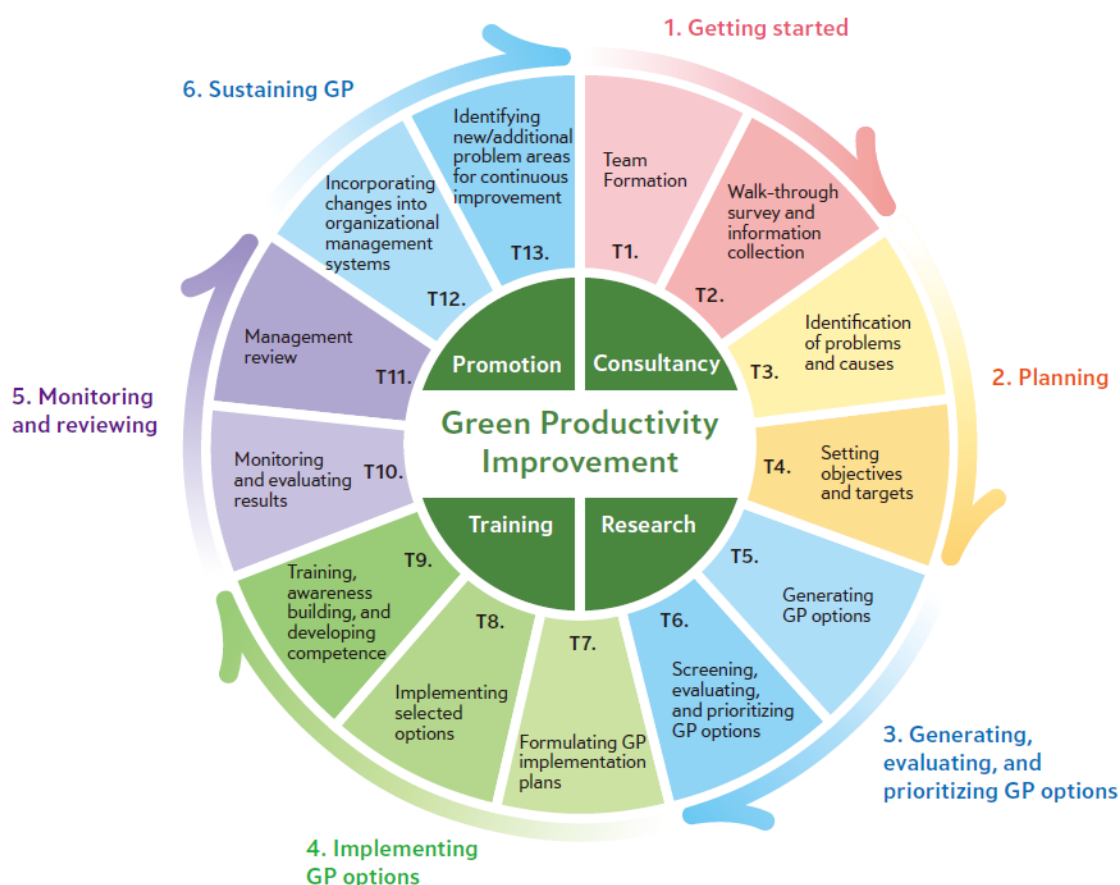 1. Getting started
Team
Formation
T1.
Walk-through
survey and
information
collection
T2.
2. Planning
Identification
of problems
and causes
T3.
Setting
objectives
and targets
T4.
3. Generating,
evaluating, and
prioritizing GP options
Generating
GP options
T5.
Screening,
evaluating,
and prioritizing
GP options
T6.
4. Implementing
GP options
Formulating GP
implementation
plans
T7.
Implementing
selected
options
T8.
Training,
awareness
building, and
developing
competence
T9.
5. Monitoring
and reviewing
Monitoring
and evaluating
results
T10.
Management
review
T11.
6. Sustaining GP
Incorporating
changes into
organizational
management
systems
T12.
Identifying
new/additional
problem areas
for continuous
improvement
T13.
Promotion
Consultancy
Green Productivity
Improvement
Training
Research